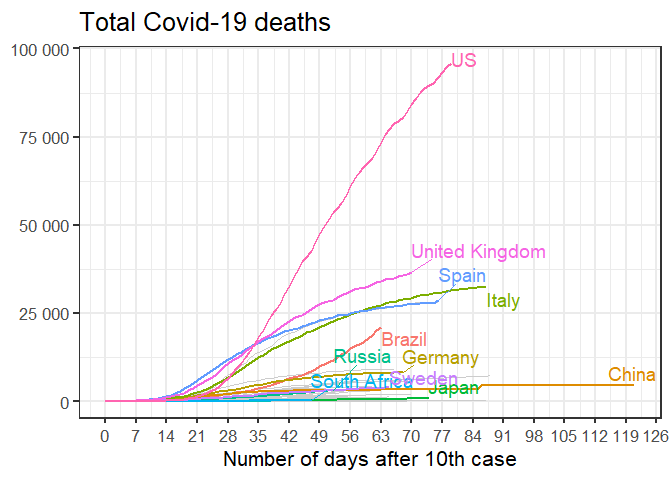 Total Covid-19 deaths
100 000
75 000
50 000
25 000
0
US
United Kingdom
Spain
Italy
Brazil
Russia
Germany
China
South Africa
Sweden
Japan
0 7 14 21 28 35 42 49 56 63 70 77 84 91 98 105 112 119 126
Number of days after 10th case